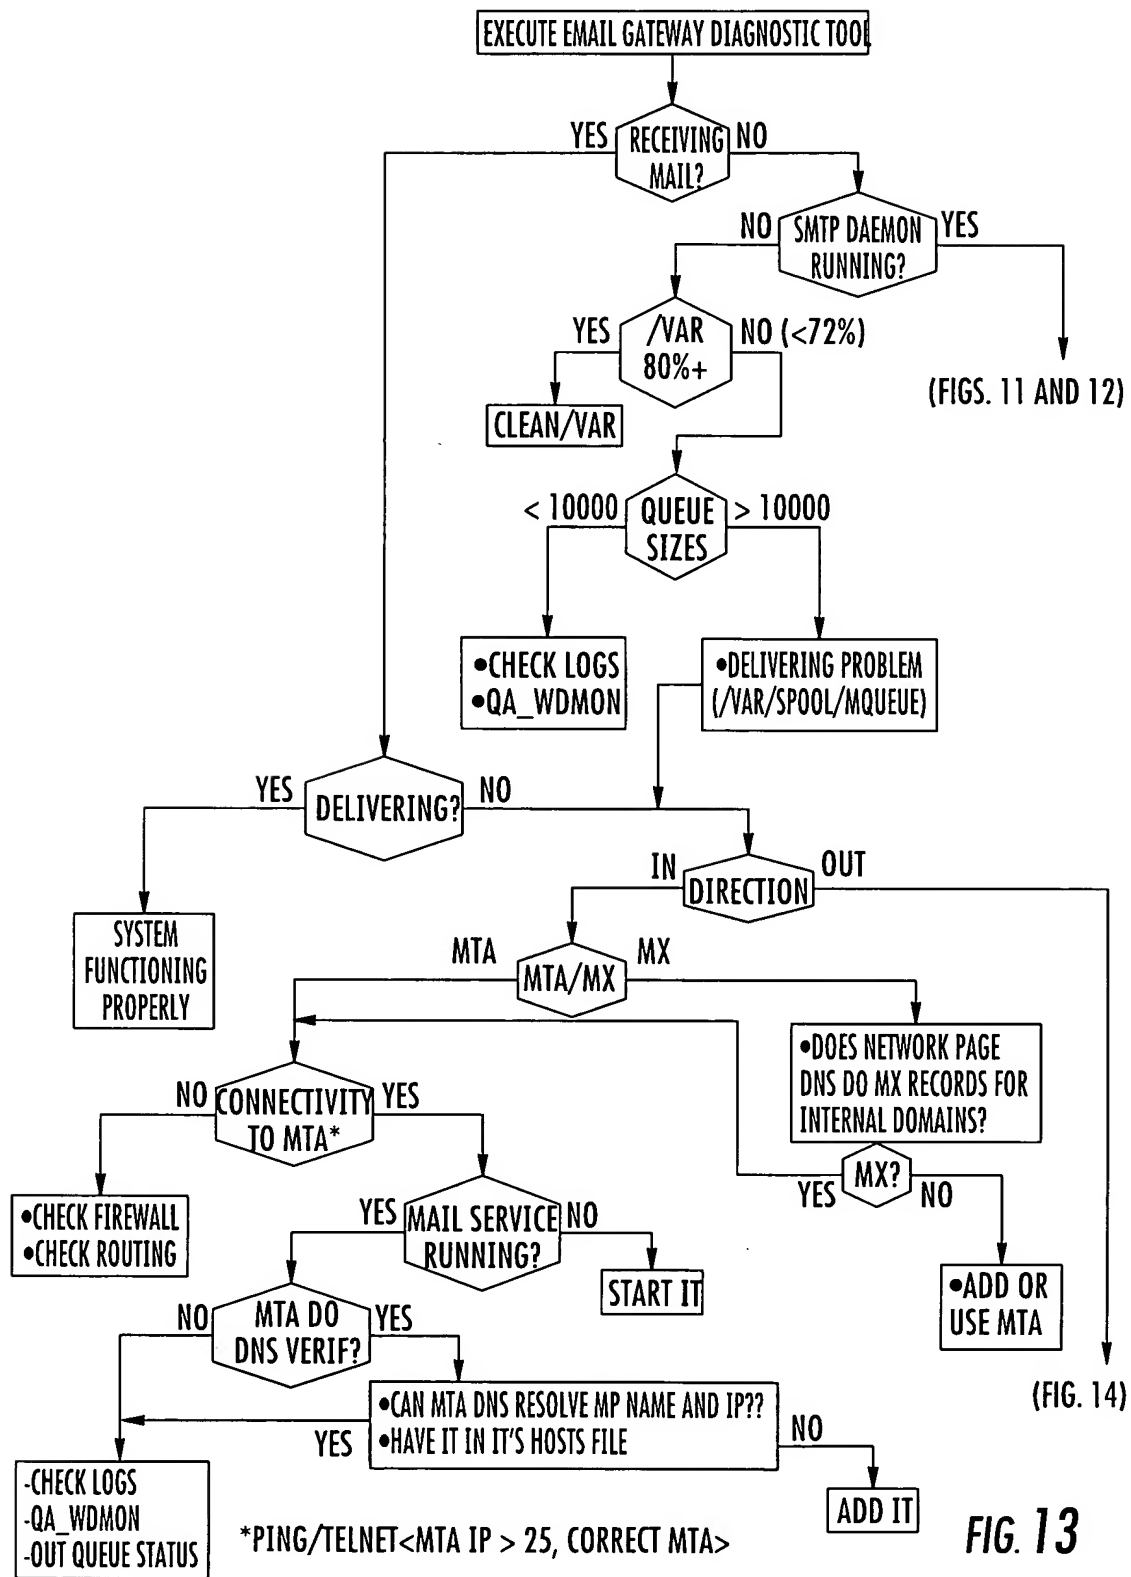 EXECUTE EMAIL GATEWAY DIAGNOSTIC TOOL
YES
RECEIVING
MAIL?
NO
NO
SMTP DAEMON
RUNNING?
YES
YES
/VAR
80%+
NO (<72%)
(FIGS. 11 AND 12)
CLEAN/VAR
< 10000
QUEUE
SIZES
> 10000
•CHECK LOGS
•QA_WDMON
•DELIVERING PROBLEM
(/VAR/SPOOL/MQUEUE)
YES
DELIVERING?
NO
IN
DIRECTION
OUT
SYSTEM
FUNCTIONING
PROPERLY
MTA
MTA/MX
MX
•DOES NETWORK PAGE
DNS DO MX RECORDS FOR
INTERNAL DOMAINS?
NO
CONNECTIVITY
TO MTA*
YES
YES
MX?
NO
•CHECK FIREWALL
•CHECK ROUTING
YES
MAIL SERVICE
RUNNING?
NO
START IT
•ADD OR
USE MTA
NO
MTA DO
DNS VERIF?
YES
(FIG. 14)
•CAN MTA DNS RESOLVE MP NAME AND IP??
•HAVE IT IN IT'S HOSTS FILE
YES
NO
ADD IT
-CHECK LOGS
-QA_WDMON
-OUT QUEUE STATUS
*PING/TELNET<MTA IP > 25, CORRECT MTA>
FIG. 13